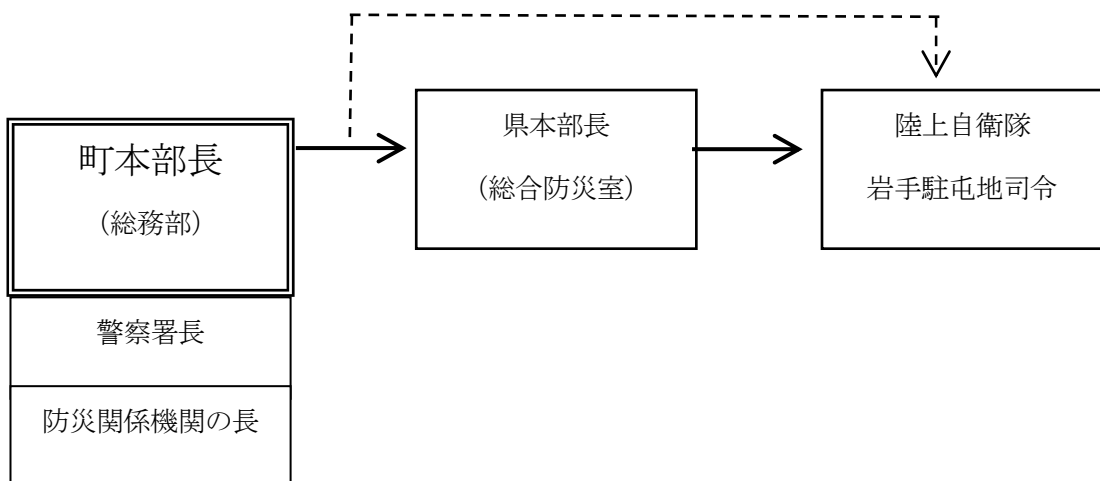 町本部長
（総務部）
県本部長
（総合防災室）
陸上自衛隊
岩手駐屯地司令
警察署長
防災関係機関の長